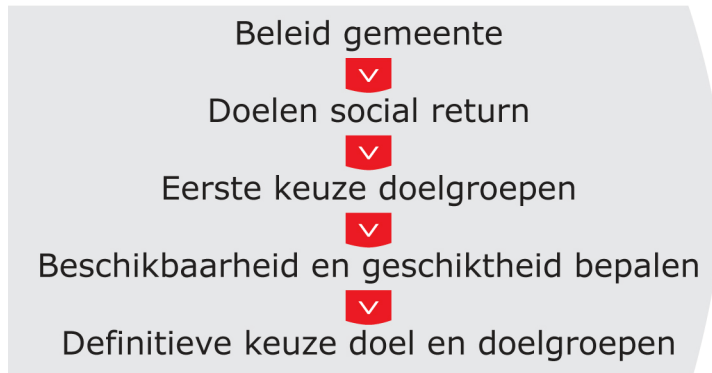 Beleid gemeente
Doelen social return
Eerste keuze doelgroepen
Beschikbaarheid en geschiktheid bepalen
Definitieve keuze doel en doelgroepen